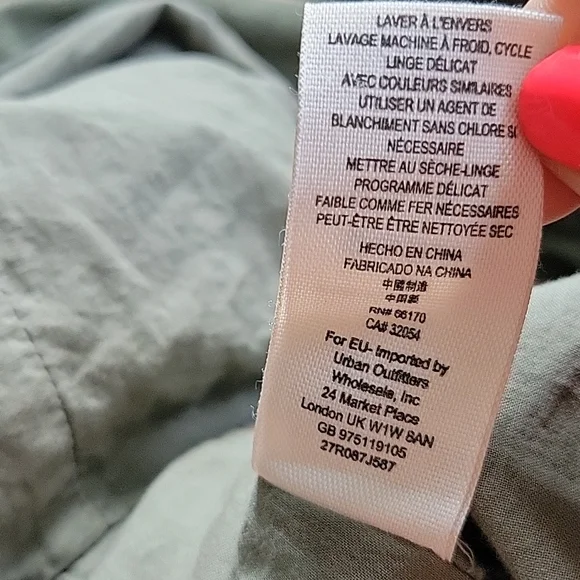 LAVER À L'ENVERS
LAVAGE MACHINE À FROID, CYCLE
LINGE DÉLICAT
AVEC COULEURS SIMILAIRES
UTILISER UN AGENT DE
BLANCHIMENT SANS CHLORE
NÉCESSAIRE
METTRE AU SÈCHE-LINGE
PROGRAMME DÉLICAT
FAIBLE COMME FER NÉCESSAIRES
PEUT-ÊTRE ÊTRE NETTOYÉE SEC
HECHO EN CHINA
FABRICADO NA CHINA
中國制造
中国製
RN# 66170
CA# 32054
For EU- Imported by
Urban Outfitters
Wholesale, Inc
24 Market Place
London UK W1W 8AN
GB 975119105
27R087J587